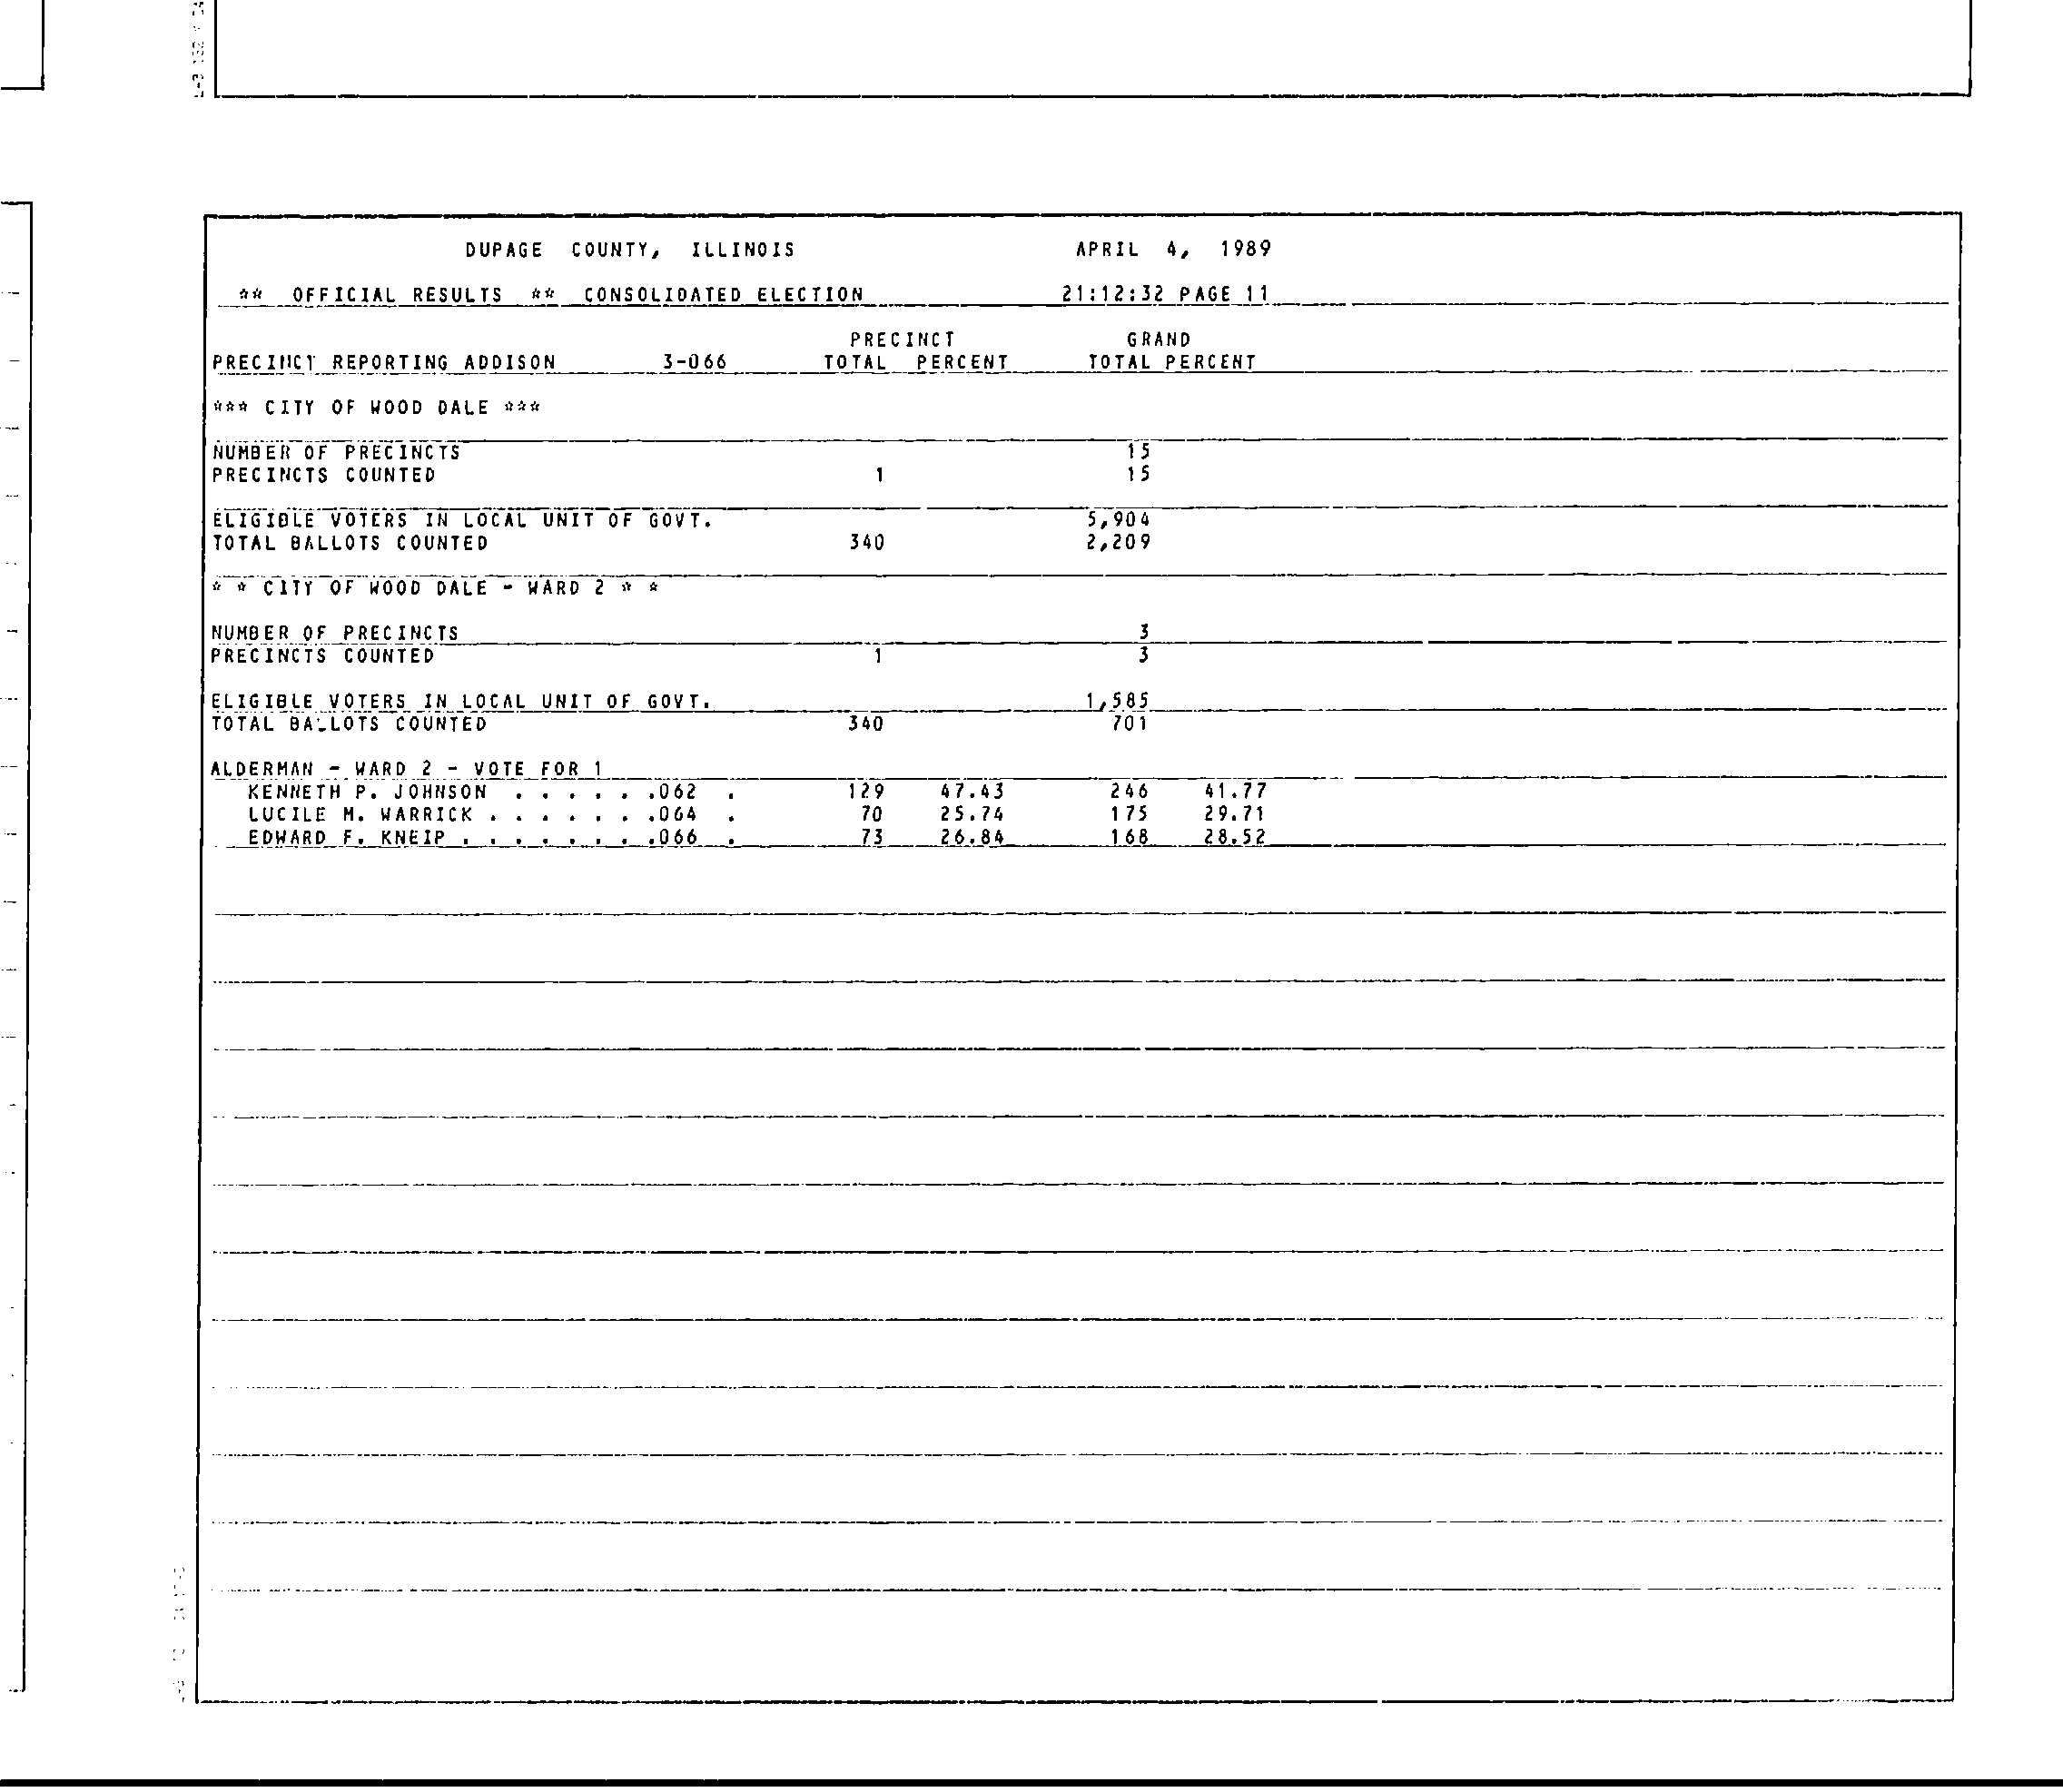 DUPAGE COUNTY, ILLINOIS APRIL 4, 1989
** OFFICIAL RESULTS ** CONSOLIDATED ELECTION 21:12:32 PAGE 11
PRECINCT GRAND
PRECINCT REPORTING ADDISON 3-066 TOTAL PERCENT TOTAL PERCENT
*** CITY OF WOOD DALE ***
NUMBER OF PRECINCTS 15
PRECINCTS COUNTED 1 15
ELIGIBLE VOTERS IN LOCAL UNIT OF GOVT. 5,904
TOTAL BALLOTS COUNTED 340 2,209
* * CITY OF WOOD DALE - WARD 2 * *
NUMBER OF PRECINCTS 3
PRECINCTS COUNTED 1 3
ELIGIBLE VOTERS IN LOCAL UNIT OF GOVT. 1,585
TOTAL BALLOTS COUNTED 340 701
ALDERMAN - WARD 2 - VOTE FOR 1
KENNETH P. JOHNSON . . . . . .062 . 129 47.43 246 41.77
LUCILE M. WARRICK . . . . . . .064 . 70 25.74 175 29.71
EDWARD F. KNEIP . . . . . . . .066 . 73 26.84 168 28.52